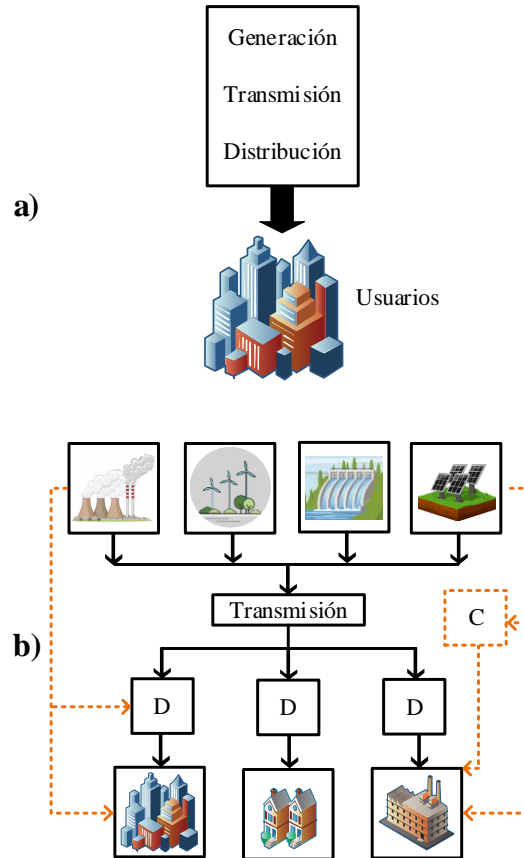 Generación
Transmisión
Distribución
a)
Usuarios
Transmisión
C
b)
D
D
D